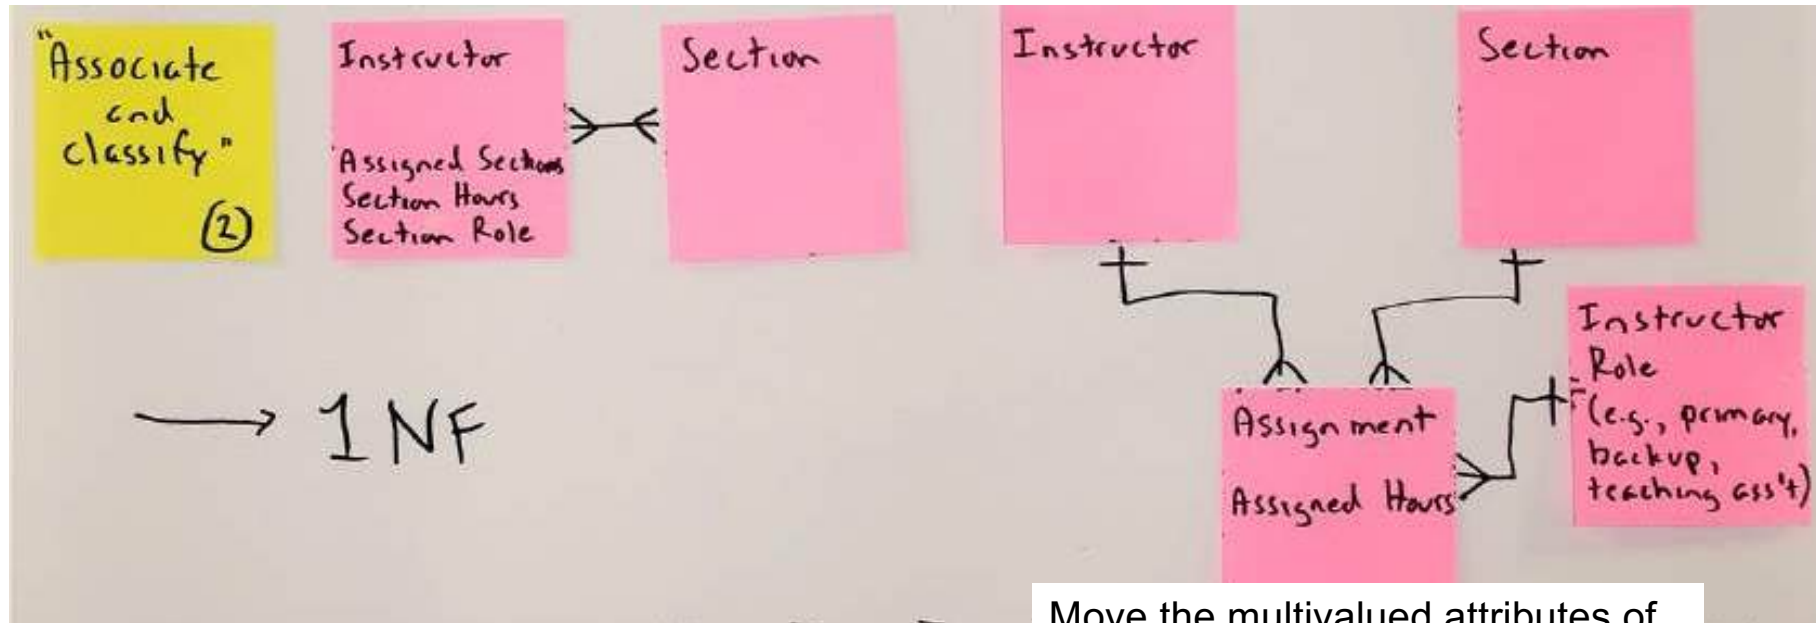 "Associate
and
classify"
2
Instructor
Assigned Sections
Section Hours
Section Role
Section
Instructor
Section
→ 1NF
Assignment
Assigned Hours
Instructor
Role
(e.g., primary,
backup,
teaching ass't)
Move the multivalued attributes of